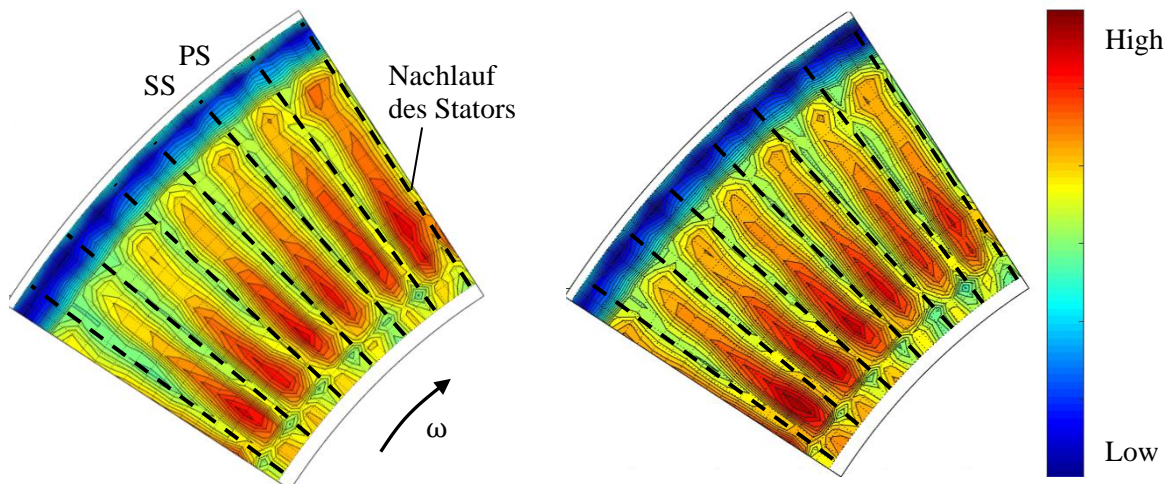 PS
SS
Nachlauf
des Stators
ω
High
Low